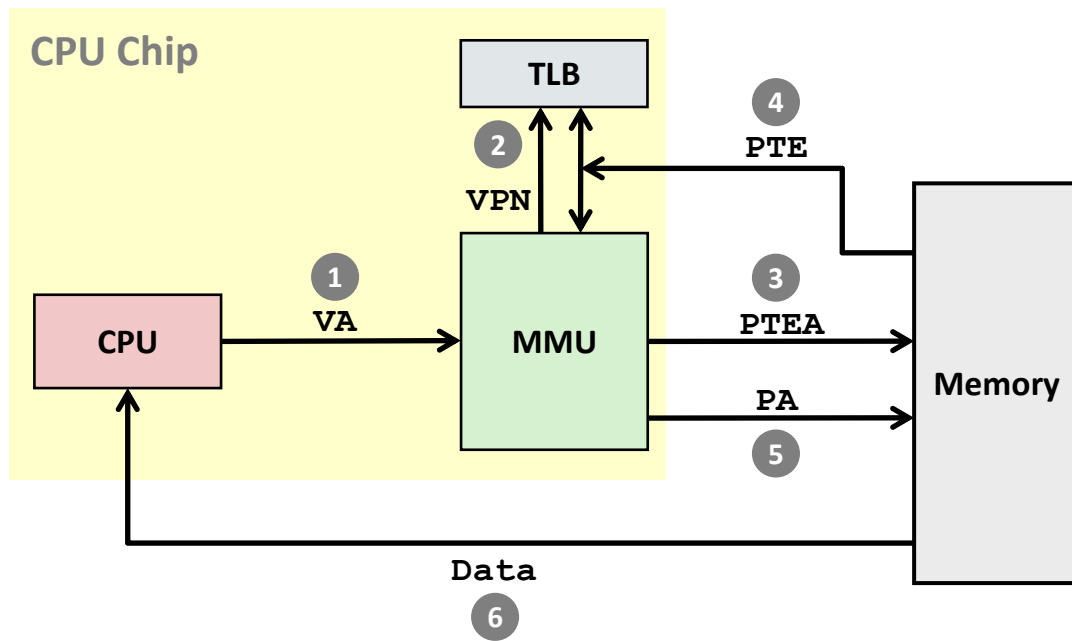 CPU Chip
TLB
4
PTE
2
VPN
1
VA
3
PTEA
CPU
MMU
Memory
PA
5
Data
6